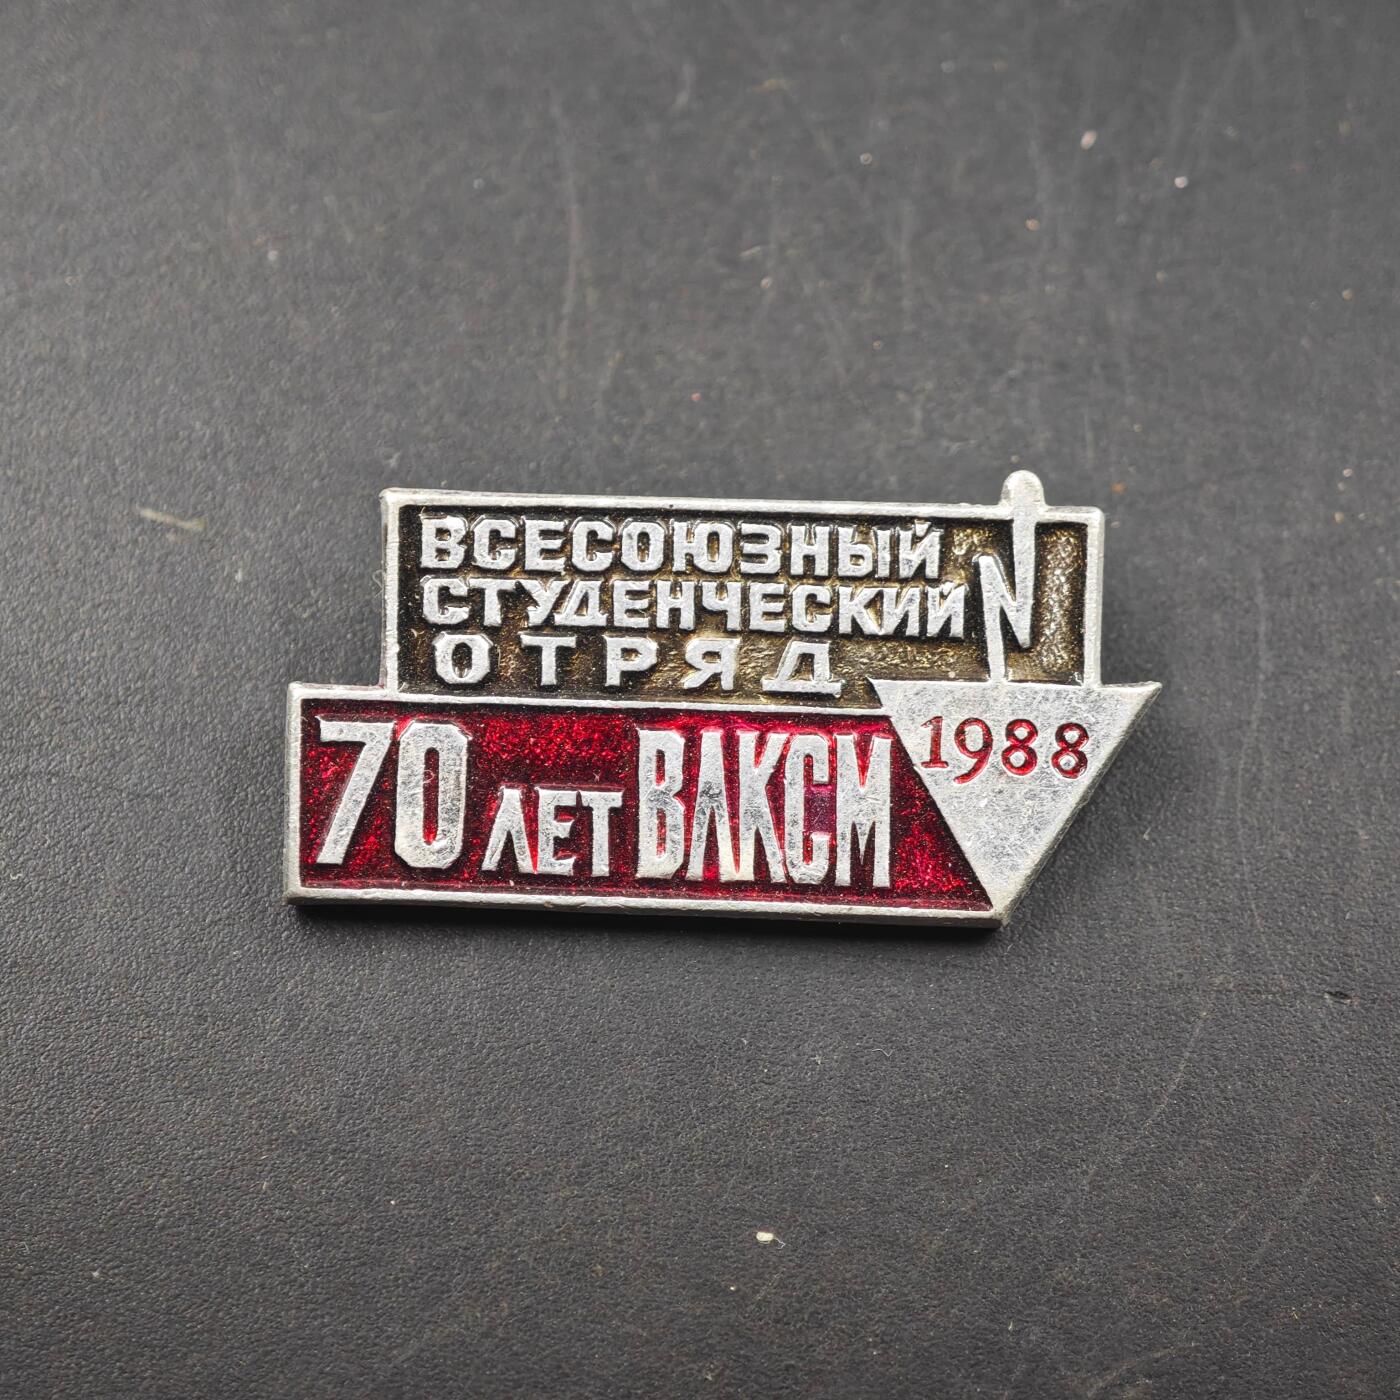 ВСЕСОЮЗНЫЙ
СТУДЕНЧЕСКИЙ
ОТРЯД
70 ЛЕТ ВЛКСМ
1988